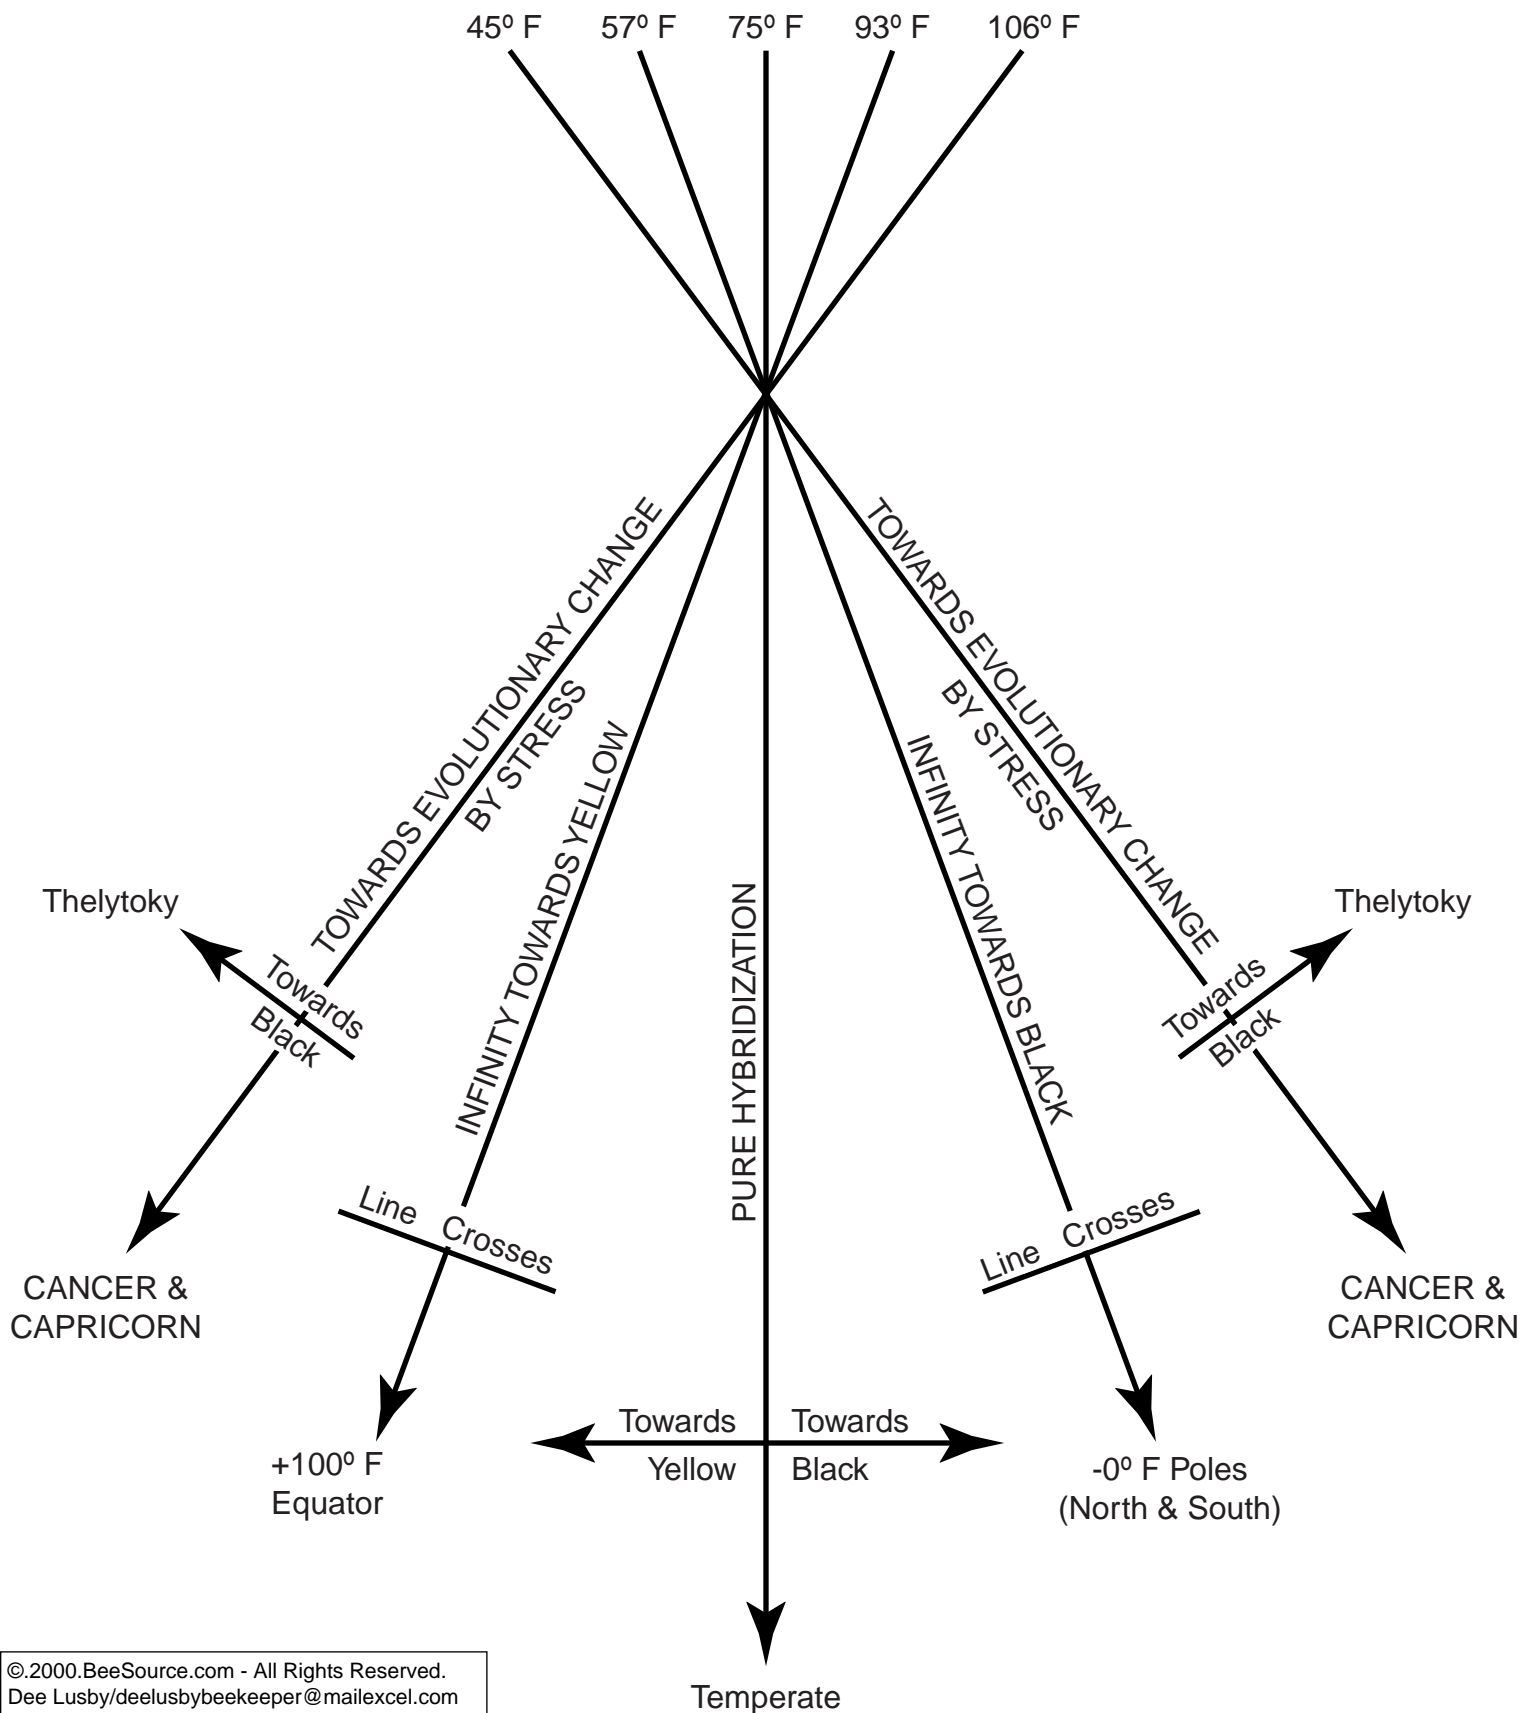 45º F 57º F 75º F 93º F 106º F
TOWARDS EVOLUTIONARY CHANGE
BY STRESS
INFINITY TOWARDS YELLOW
PURE HYBRIDIZATION
INFINITY TOWARDS BLACK
TOWARDS EVOLUTIONARY CHANGE
BY STRESS
Thelytoky
Towards
Black
Thelytoky
Towards
Black
Line Crosses
Line Crosses
CANCER &
CAPRICORN
CANCER &
CAPRICORN
Towards Towards
Yellow Black
+100º F
Equator
-0º F Poles
(North & South)
Temperate
©.2000.BeeSource.com - All Rights Reserved.
Dee Lusby/deelusbybeekeeper@mailexcel.com